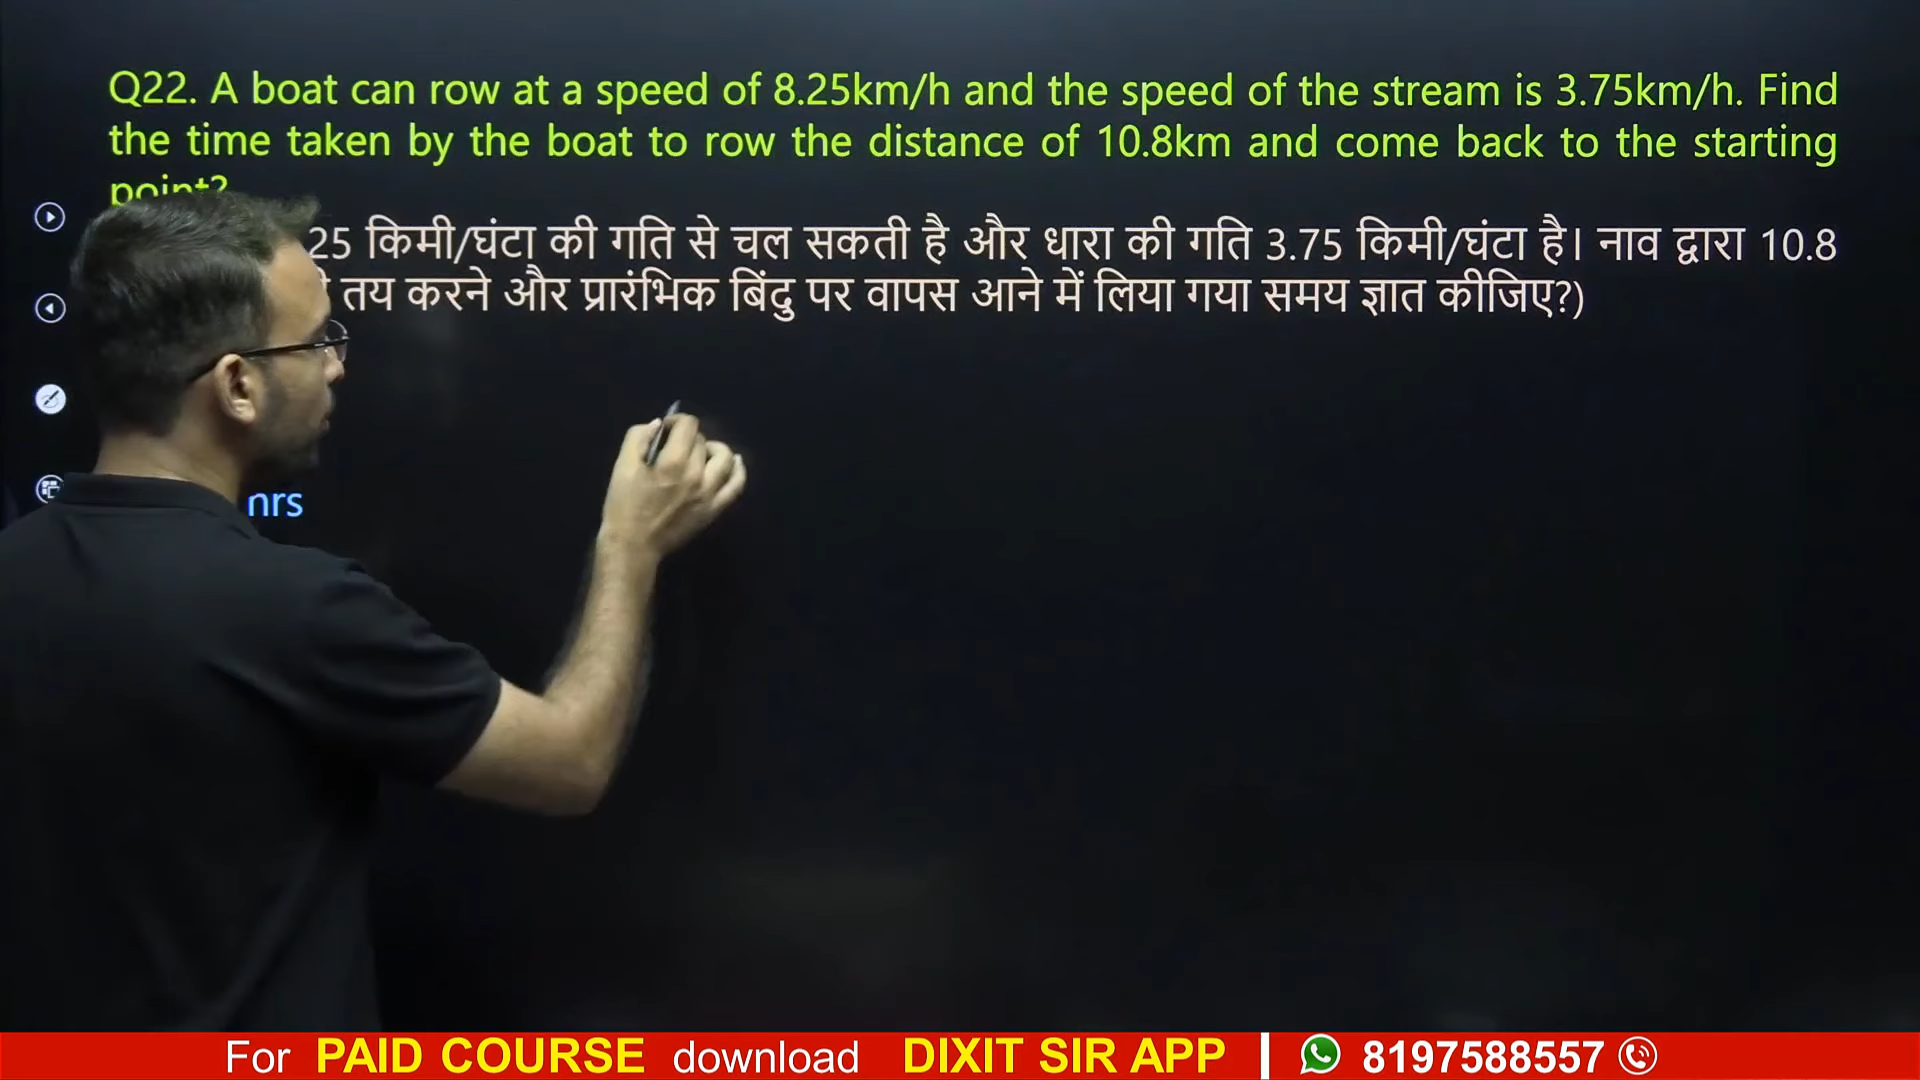 Q22. A boat can row at a speed of 8.25km/h and the speed of the stream is 3.75km/h. Find
the time taken by the boat to row the distance of 10.8km and come back to the starting
point?
25 किमी/घंटा की गति से चल सकती है और धारा की गति 3.75 किमी/घंटा है। नाव द्वारा 10.8
तय करने और प्रारंभिक बिंदु पर वापस आने में लिया गया समय ज्ञात कीजिए?)
For PAID COURSE download DIXIT SIR APP | 8197588557